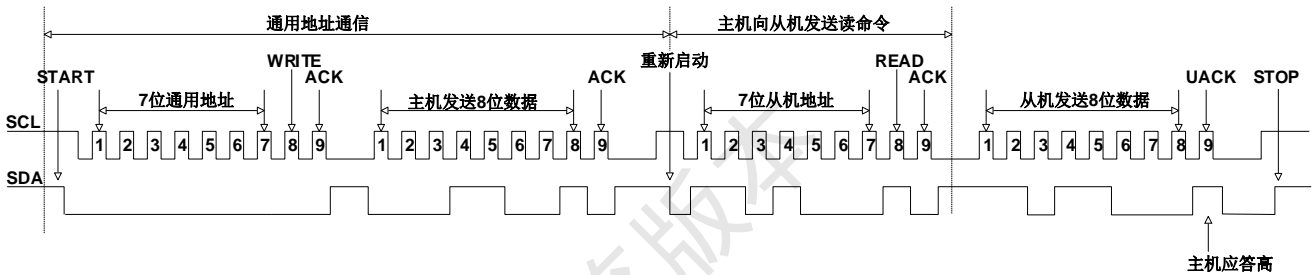 通用地址通信 主机向从机发送读命令
WRITE 重新启动 READ
START ACK ACK ACK UACK STOP
7位通用地址 主机发送8位数据 7位从机地址 从机发送8位数据
SCL 1 2 3 4 5 6 7 8 9 1 2 3 4 5 6 7 8 9 1 2 3 4 5 6 7 8 9 1 2 3 4 5 6 7 8 9
SDA
主机应答高
版本